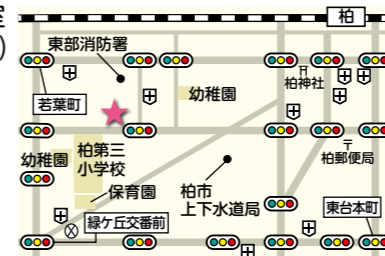 室
)
柏
東部消防署
若葉町
幼稚園
柏神社
〒
柏郵便局
幼稚園
柏第三
小学校
保育園
柏市
上下水道局
東台本町
緑ケ丘交番前